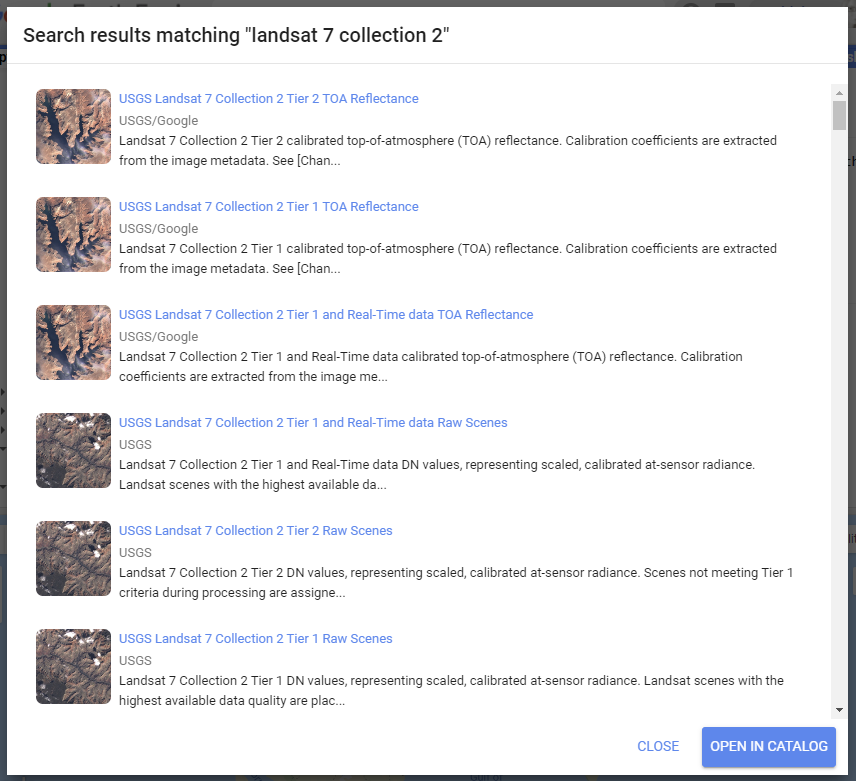 Search results matching "landsat 7 collection 2"
USGS Landsat 7 Collection 2 Tier 2 TOA Reflectance
USGS/Google
Landsat 7 Collection 2 Tier 2 calibrated top-of-atmosphere (TOA) reflectance. Calibration coefficients are extracted
from the image metadata. See [Chan...
USGS Landsat 7 Collection 2 Tier 1 TOA Reflectance
USGS/Google
Landsat 7 Collection 2 Tier 1 calibrated top-of-atmosphere (TOA) reflectance. Calibration coefficients are extracted
from the image metadata. See [Chan...
USGS Landsat 7 Collection 2 Tier 1 and Real-Time data TOA Reflectance
USGS/Google
Landsat 7 Collection 2 Tier 1 and Real-Time data calibrated top-of-atmosphere (TOA) reflectance. Calibration
coefficients are extracted from the image me...
USGS Landsat 7 Collection 2 Tier 1 and Real-Time data Raw Scenes
USGS
Landsat 7 Collection 2 Tier 1 and Real-Time data DN values, representing scaled, calibrated at-sensor radiance.
Landsat scenes with the highest available da...
USGS Landsat 7 Collection 2 Tier 2 Raw Scenes
USGS
Landsat 7 Collection 2 Tier 2 DN values, representing scaled, calibrated at-sensor radiance. Scenes not meeting Tier 1
criteria during processing are assigne...
USGS Landsat 7 Collection 2 Tier 1 Raw Scenes
USGS
Landsat 7 Collection 2 Tier 1 DN values, representing scaled, calibrated at-sensor radiance. Landsat scenes with the
highest available data quality are plac...
CLOSE OPEN IN CATALOG